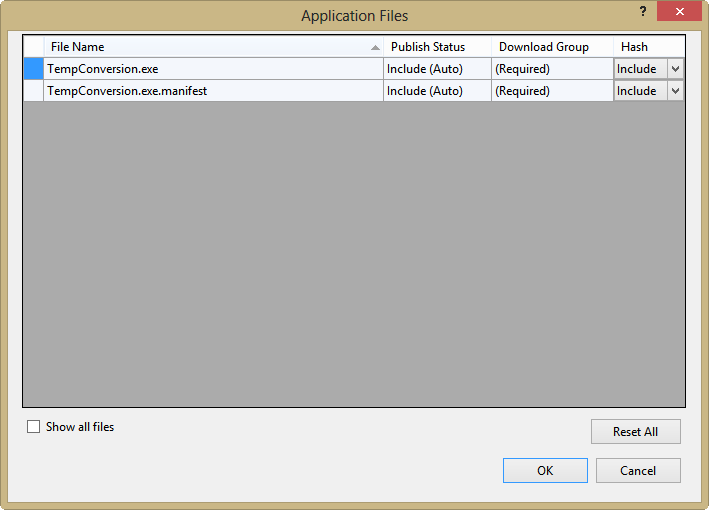 Application Files
?
File Name Publish Status Download Group Hash
TempConversion.exe Include (Auto) (Required) Include
TempConversion.exe.manifest Include (Auto) (Required) Include
Show all files
Reset All
OK Cancel